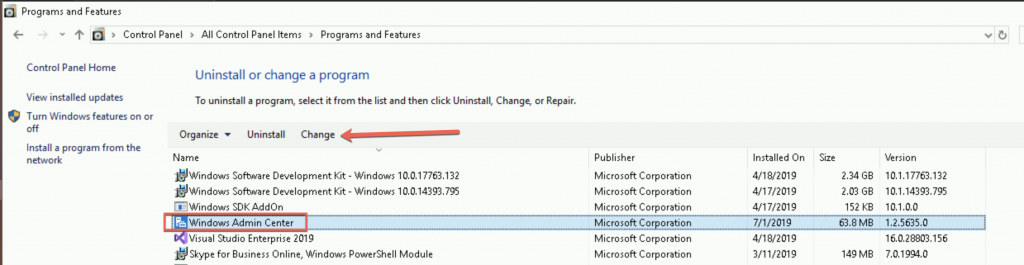 Programs and Features
Control Panel > All Control Panel Items > Programs and Features
Control Panel Home
Uninstall or change a program
View installed updates
To uninstall a program, select it from the list and then click Uninstall, Change, or Repair.
Turn Windows features on or
off
Install a program from the
network
Organize Uninstall Change
Name Publisher Installed On Size Version
Windows Software Development Kit - Windows 10.0.17763.132 Microsoft Corporation 4/18/2019 2.34 GB 10.1.17763.132
Windows Software Development Kit - Windows 10.0.14393.795 Microsoft Corporation 4/17/2019 2.03 GB 10.1.14393.795
Windows SDK AddOn Microsoft Corporation 4/17/2019 152 KB 10.1.0.0
Windows Admin Center Microsoft Corporation 7/1/2019 63.8 MB 1.2.5635.0
Visual Studio Enterprise 2019 Microsoft Corporation 4/18/2019 16.0.28803.156
Skype for Business Online, Windows PowerShell Module Microsoft Corporation 3/11/2019 149 MB 7.0.1994.0